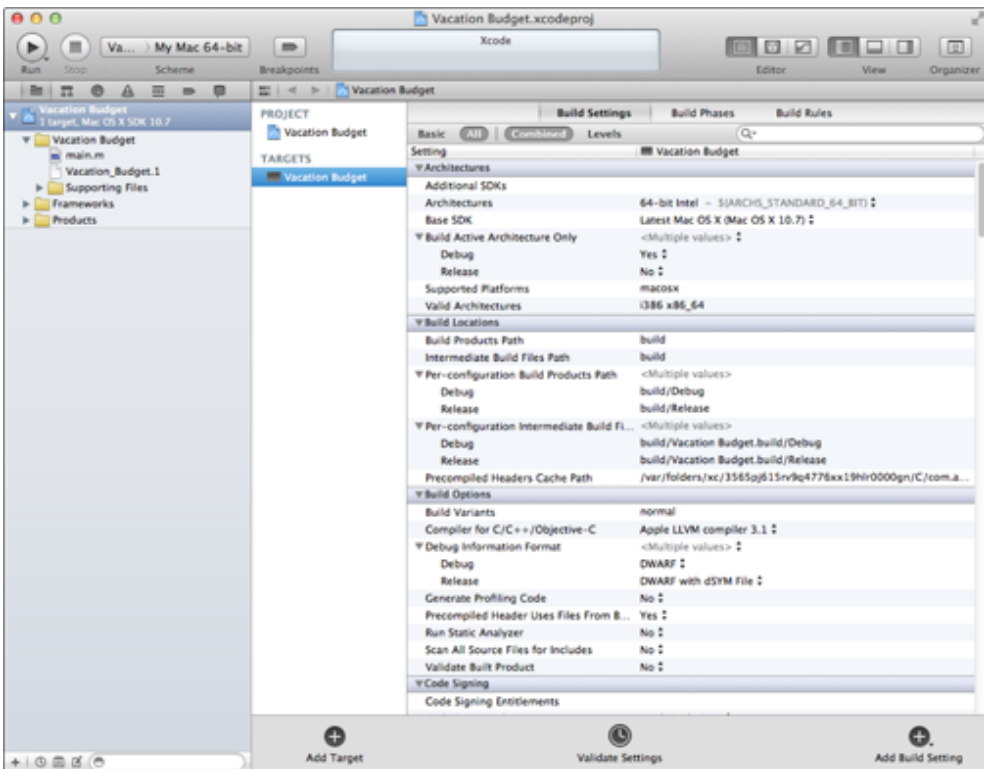 Vacation Budget.xcodeproj
Va... My Mac 64-bit
Xcode
Run Stop Scheme Breakpoints Editor View Organizer
Vacation Budget
Vacation Budget
1 target, Mac OS X SDK 10.7
Vacation Budget
main.m
Vacation_Budget.1
Supporting Files
Frameworks
Products
PROJECT
Vacation Budget
TARGETS
Vacation Budget
Build Settings Build Phases Build Rules
Basic All Combined Levels
Setting Vacation Budget
Architectures
Additional SDKs
Architectures 64-bit Intel - $(ARCHS_STANDARD_64_BIT)
Base SDK Latest Mac OS X (Mac OS X 10.7)
Build Active Architecture Only <Multiple values>
Debug Yes
Release No
Supported Platforms macosx
Valid Architectures i386 x86_64
Build Locations
Build Products Path build
Intermediate Build Files Path build
Per-configuration Build Products Path <Multiple values>
Debug build/Debug
Release build/Release
Per-configuration Intermediate Build Fi... <Multiple values>
Debug build/Vacation Budget.build/Debug
Release build/Vacation Budget.build/Release
Precompiled Headers Cache Path /var/folders/xc/3565pj615rv9q4776xx19hlr0000gn/C/com.a...
Build Options
Build Variants normal
Compiler for C/C++/Objective-C Apple LLVM compiler 3.1
Debug Information Format <Multiple values>
Debug DWARF
Release DWARF with dSYM File
Generate Profiling Code No
Precompiled Header Uses Files From B... Yes
Run Static Analyzer No
Scan All Source Files for Includes No
Validate Built Product No
Code Signing
Code Signing Entitlements
Add Target Validate Settings Add Build Setting